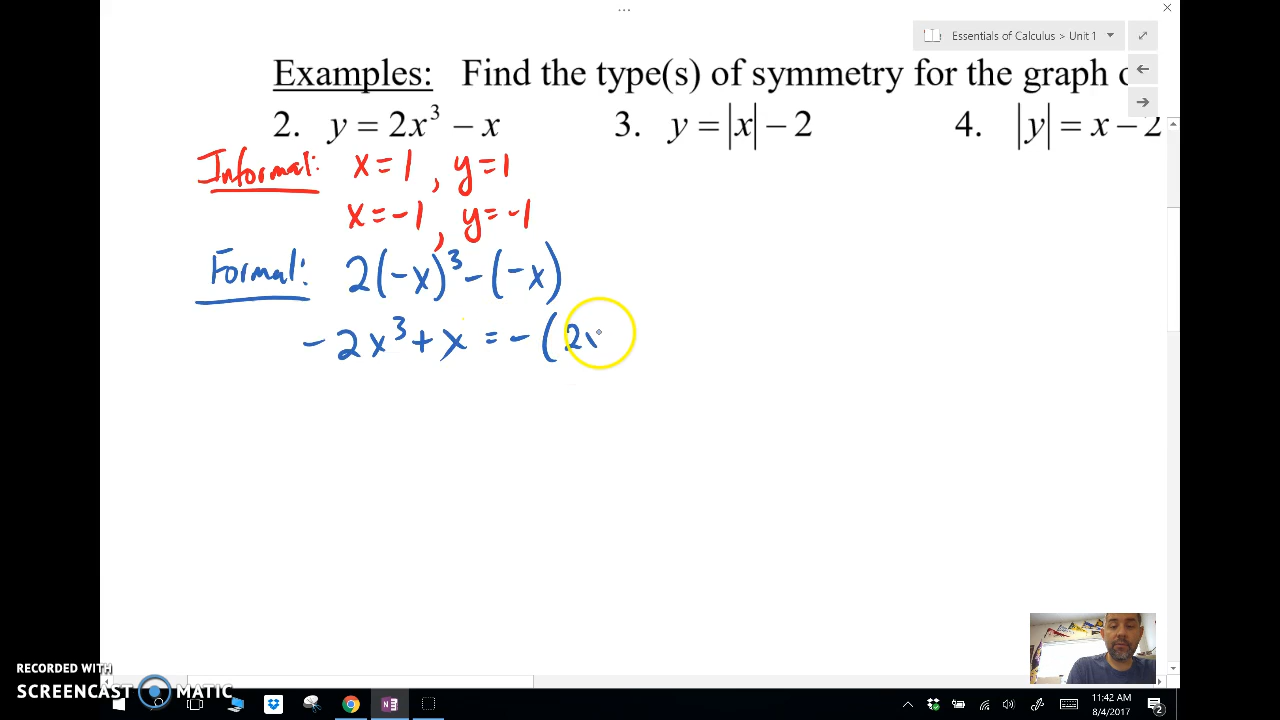 Essentials of Calculus > Unit 1
Examples: Find the type(s) of symmetry for the graph o
2. y = 2x³ − x
3. y = |x| − 2
4. |y| = x − 2
Informal: x = 1 , y = 1
x = -1 , y = -1
Formal: 2(-x)³ - (-x)
-2x³ + x = - (2x
RECORDED WITH
SCREENCAST MATIC
11:42 AM
8/4/2017
2